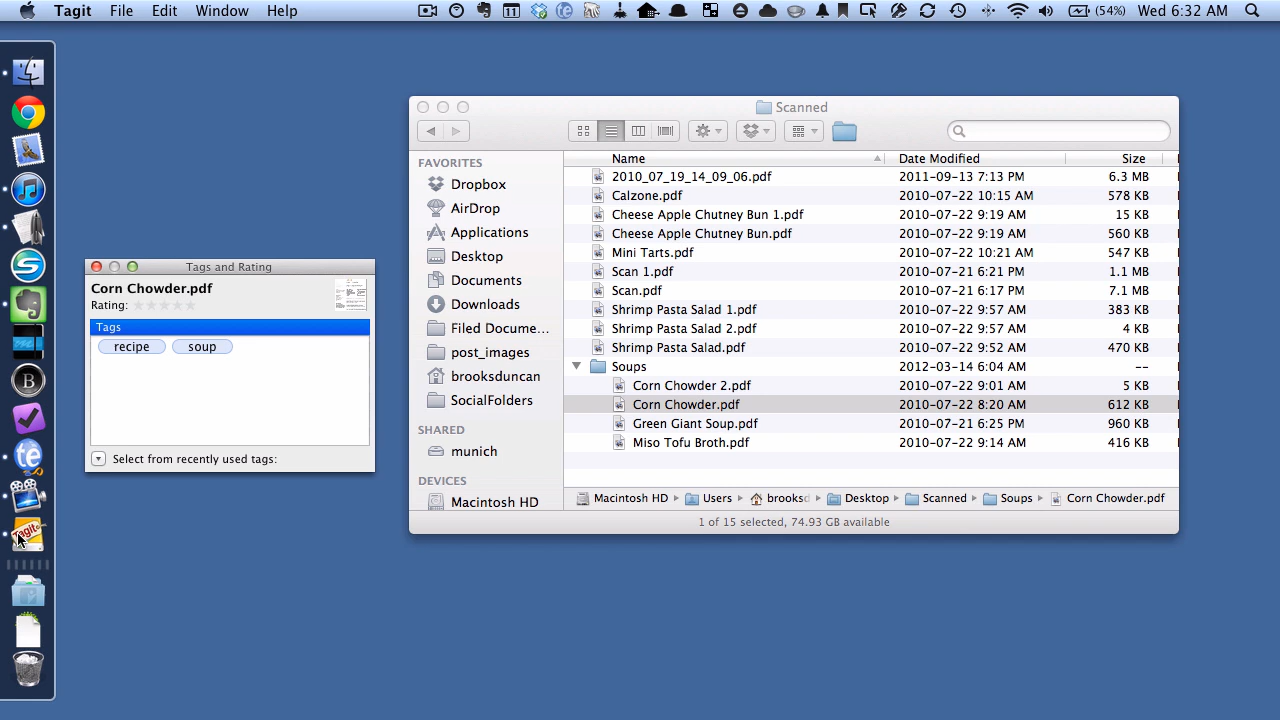 Tagit File Edit Window Help 11 (54%) Wed 6:32 AM
Tags and Rating
Corn Chowder.pdf
Rating:
Tags
recipe soup
Select from recently used tags:
Tagit
Scanned
FAVORITES
Dropbox
AirDrop
Applications
Desktop
Documents
Downloads
Filed Docume...
post_images
brooksduncan
SocialFolders
SHARED
munich
DEVICES
Macintosh HD
Name Date Modified Size
2010_07_19_14_09_06.pdf 2011-09-13 7:13 PM 6.3 MB
Calzone.pdf 2010-07-22 10:15 AM 578 KB
Cheese Apple Chutney Bun 1.pdf 2010-07-22 9:19 AM 15 KB
Cheese Apple Chutney Bun.pdf 2010-07-22 9:19 AM 560 KB
Mini Tarts.pdf 2010-07-22 10:21 AM 547 KB
Scan 1.pdf 2010-07-21 6:21 PM 1.1 MB
Scan.pdf 2010-07-21 6:17 PM 7.1 MB
Shrimp Pasta Salad 1.pdf 2010-07-22 9:57 AM 383 KB
Shrimp Pasta Salad 2.pdf 2010-07-22 9:57 AM 4 KB
Shrimp Pasta Salad.pdf 2010-07-22 9:52 AM 470 KB
Soups 2012-03-14 6:04 AM --
Corn Chowder 2.pdf 2010-07-22 9:01 AM 5 KB
Corn Chowder.pdf 2010-07-22 8:20 AM 612 KB
Green Giant Soup.pdf 2010-07-21 6:25 PM 960 KB
Miso Tofu Broth.pdf 2010-07-22 9:14 AM 416 KB
Macintosh HD Users brooksd Desktop Scanned Soups Corn Chowder.pdf
1 of 15 selected, 74.93 GB available